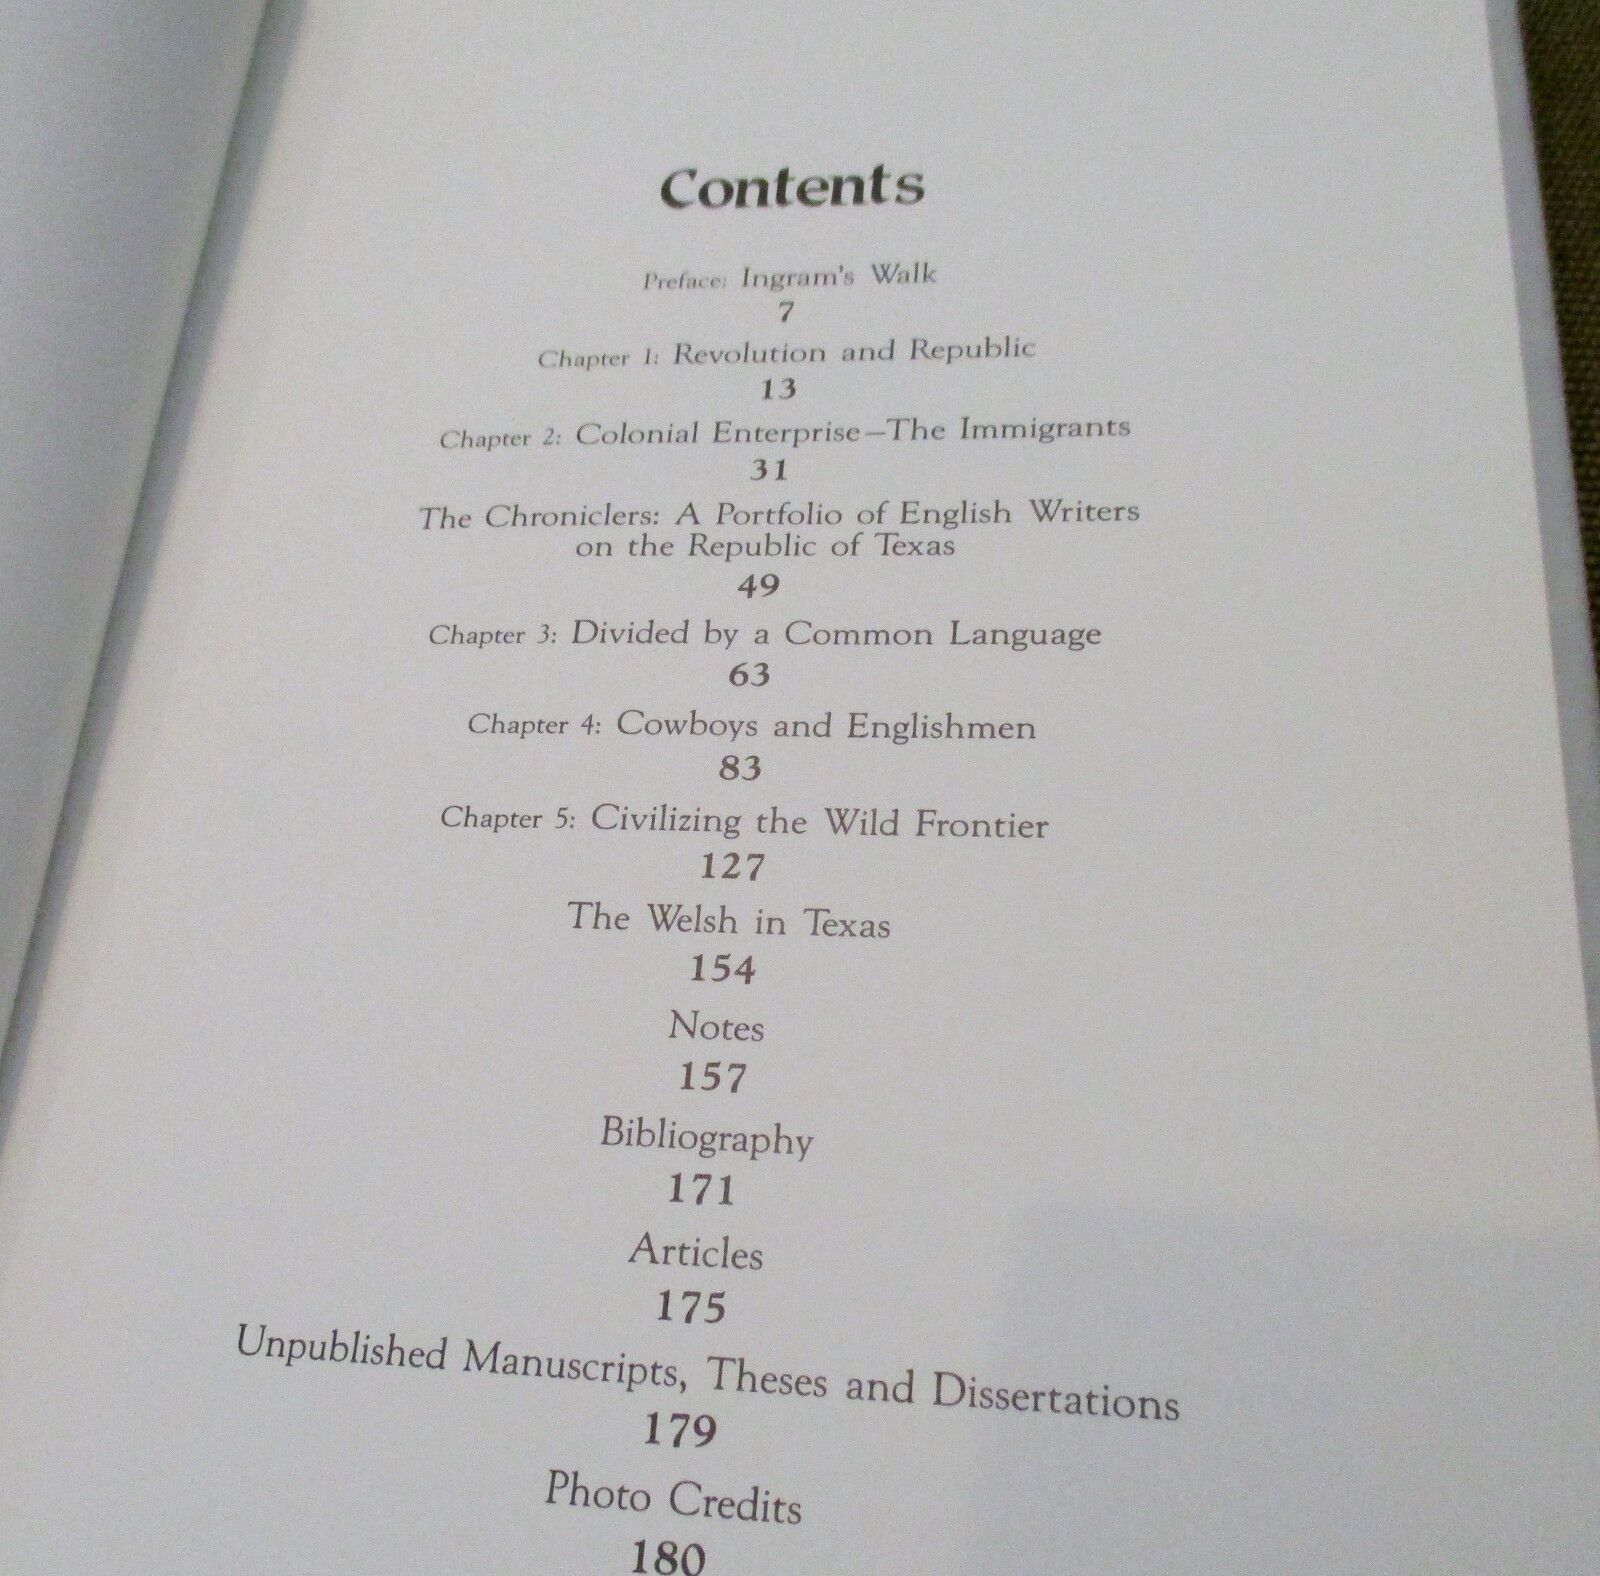 Contents
Preface: Ingram's Walk
7
Chapter 1: Revolution and Republic
13
Chapter 2: Colonial Enterprise—The Immigrants
31
The Chroniclers: A Portfolio of English Writers
on the Republic of Texas
49
Chapter 3: Divided by a Common Language
63
Chapter 4: Cowboys and Englishmen
83
Chapter 5: Civilizing the Wild Frontier
127
The Welsh in Texas
154
Notes
157
Bibliography
171
Articles
175
Unpublished Manuscripts, Theses and Dissertations
179
Photo Credits
180